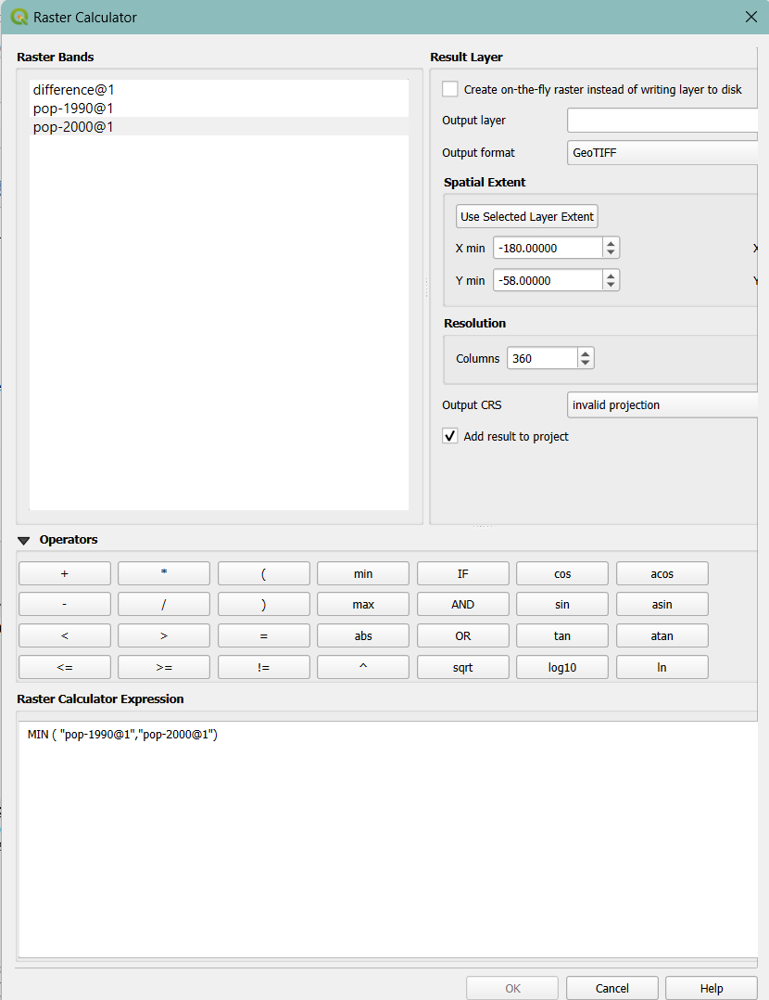 Raster Calculator
Raster Bands
difference@1
pop-1990@1
pop-2000@1
Result Layer
Create on-the-fly raster instead of writing layer to disk
Output layer
Output format GeoTIFF
Spatial Extent
Use Selected Layer Extent
X min -180.00000 X
Y min -58.00000 Y
Resolution
Columns 360
Output CRS invalid projection
Add result to project
Operators
+ * ( min IF cos acos
- / ) max AND sin asin
< > = abs OR tan atan
<= >= != ^ sqrt log10 ln
Raster Calculator Expression
MIN ( "pop-1990@1","pop-2000@1")
OK Cancel Help